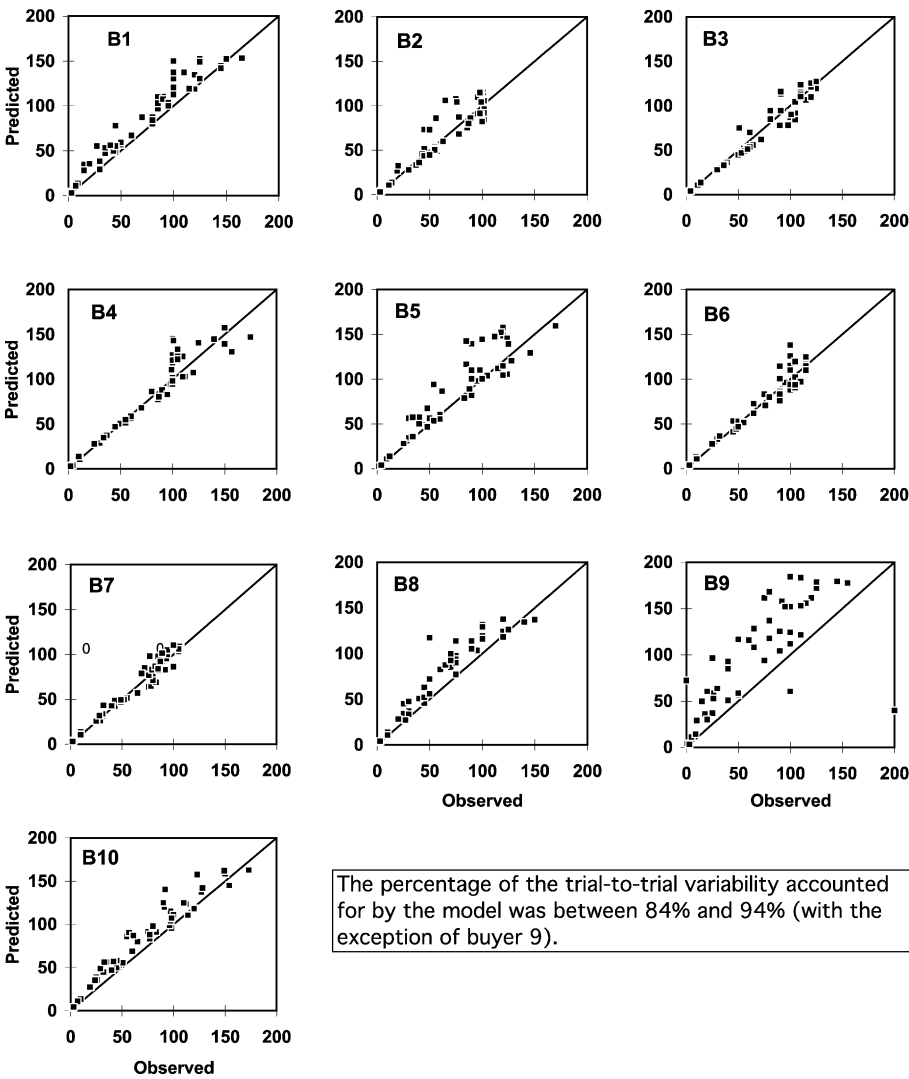 200 200 200
B1 B2 B3
150 150 150
Predicted
100 100 100
50 50 50
0 0 0
0 50 100 150 200 0 50 100 150 200 0 50 100 150 200
200 200 200
B4 B5 B6
150 150 150
Predicted
100 100 100
50 50 50
0 0 0
0 50 100 150 200 0 50 100 150 200 0 50 100 150 200
200 200 200
B7 B8 B9
150 150 150
Predicted
0 0
100 100 100
50 50 50
0 0 0
0 50 100 150 200 0 50 100 150 200 0 50 100 150 200
Observed Observed
200
B10
150
Predicted
100
50
0
0 50 100 150 200
Observed
The percentage of the trial-to-trial variability accounted
for by the model was between 84% and 94% (with the
exception of buyer 9).